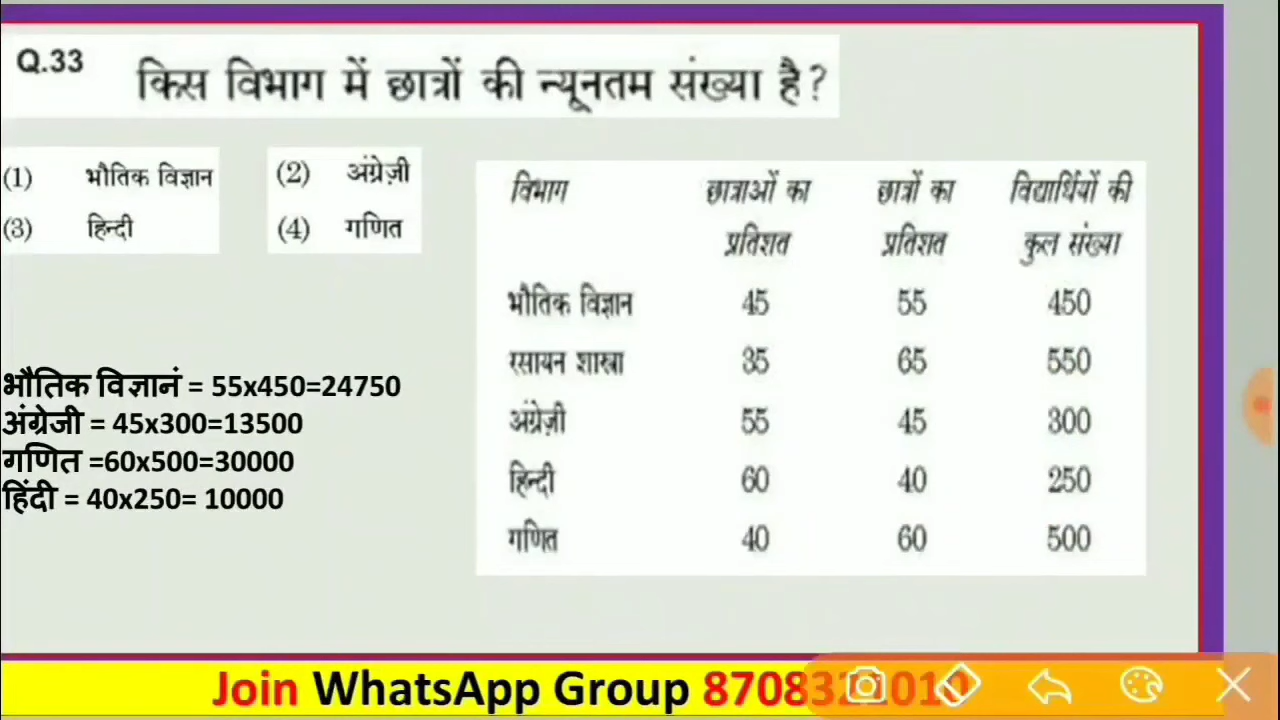 Q.33 किस विभाग में छात्रों की न्यूनतम संख्या है?
(1) भौतिक विज्ञान (2) अंग्रेज़ी
(3) हिन्दी (4) गणित
विभाग छात्राओं का छात्रों का विद्यार्थियों की
प्रतिशत प्रतिशत कुल संख्या
भौतिक विज्ञान 45 55 450
रसायन शास्त्रा 35 65 550
अंग्रेज़ी 55 45 300
हिन्दी 60 40 250
गणित 40 60 500
भौतिक विज्ञानं = 55x450=24750
अंग्रेजी = 45x300=13500
गणित =60x500=30000
हिंदी = 40x250= 10000
Join WhatsApp Group